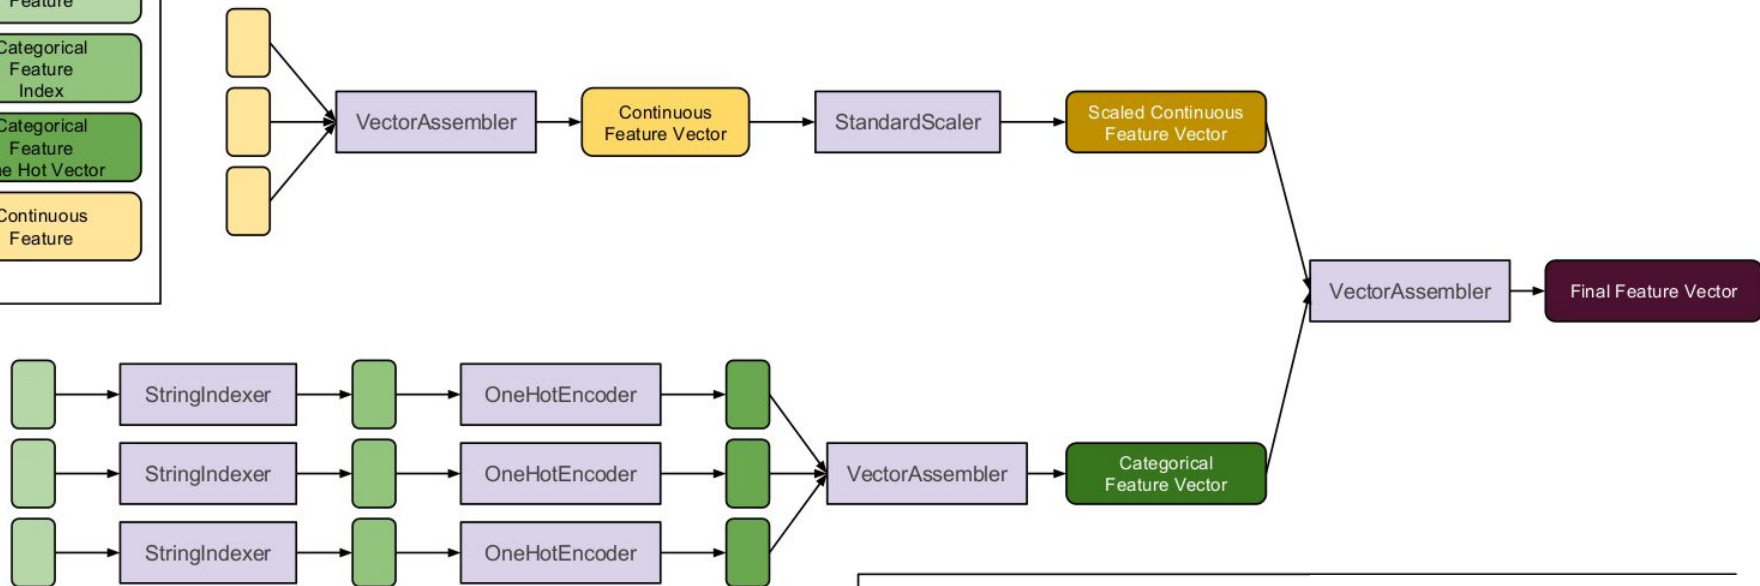 Feature
Categorical
Feature
Index
Categorical
Feature
Hot Vector
Continuous
Feature
VectorAssembler
Continuous
Feature Vector
StandardScaler
Scaled Continuous
Feature Vector
VectorAssembler
Final Feature Vector
StringIndexer
OneHotEncoder
StringIndexer
OneHotEncoder
VectorAssembler
Categorical
Feature Vector
StringIndexer
OneHotEncoder